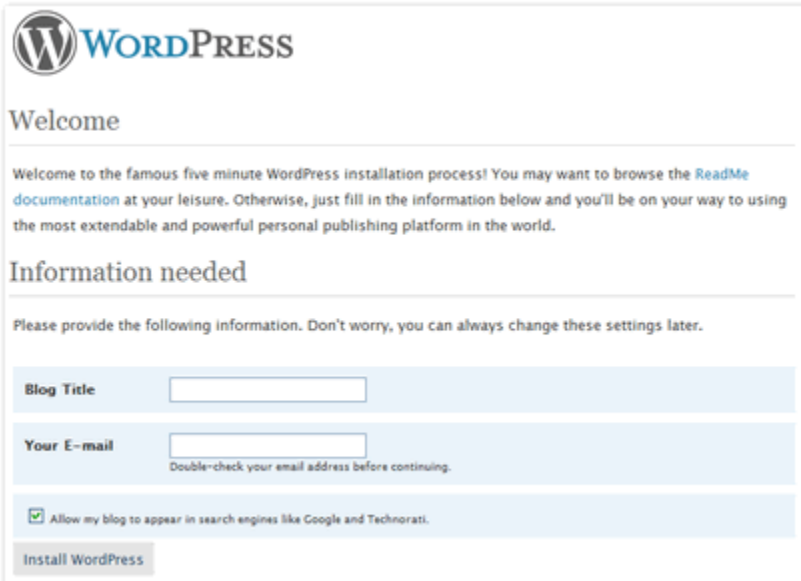 WORDPRESS
Welcome
Welcome to the famous five minute WordPress installation process! You may want to browse the ReadMe
documentation at your leisure. Otherwise, just fill in the information below and you'll be on your way to using
the most extendable and powerful personal publishing platform in the world.
Information needed
Please provide the following information. Don't worry, you can always change these settings later.
Blog Title
Your E-mail
Double-check your email address before continuing.
Allow my blog to appear in search engines like Google and Technorati.
Install WordPress